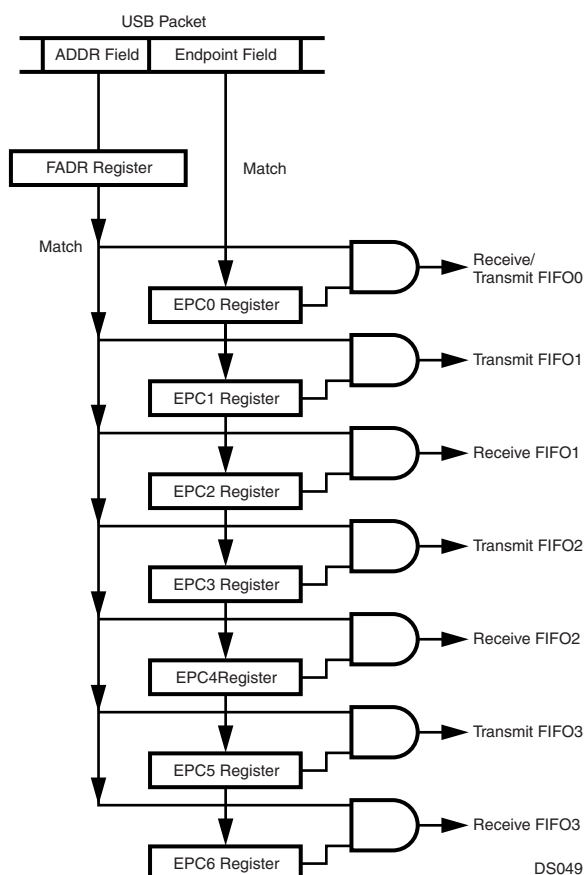 USB Packet
ADDR Field
Endpoint Field
FADR Register
Match
Match
Receive/
Transmit FIFO0
EPC0 Register
Transmit FIFO1
EPC1 Register
Receive FIFO1
EPC2 Register
Transmit FIFO2
EPC3 Register
Receive FIFO2
EPC4Register
Transmit FIFO3
EPC5 Register
Receive FIFO3
EPC6 Register
DS049